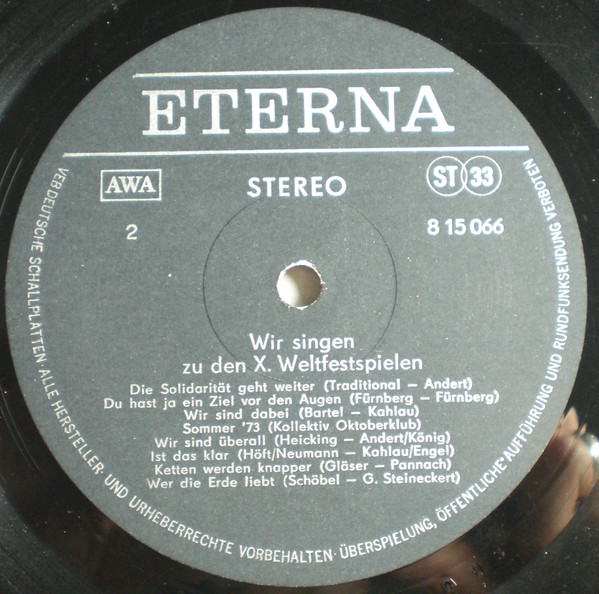 ETERNA
AWA
STEREO
ST 33
2
8 15 066
Wir singen
zu den X. Weltfestspielen
Die Solidarität geht weiter (Traditional – Andert)
Du hast ja ein Ziel vor den Augen (Fürnberg – Fürnberg)
Wir sind dabei (Bartel – Kahlau)
Sommer '73 (Kollektiv Oktoberklub)
Wir sind überall (Heicking – Andert/König)
Ist das klar (Höft/Neumann – Kahlau/Engel)
Ketten werden knapper (Gläser – Pannach)
Wer die Erde liebt (Schöbel – G. Steineckert)
VEB DEUTSCHE SCHALLPLATTEN · ALLE HERSTELLER- UND URHEBERRECHTE VORBEHALTEN · ÜBERSPIELUNG, ÖFFENTLICHE AUFFÜHRUNG UND RUNDFUNKSENDUNG VERBOTEN